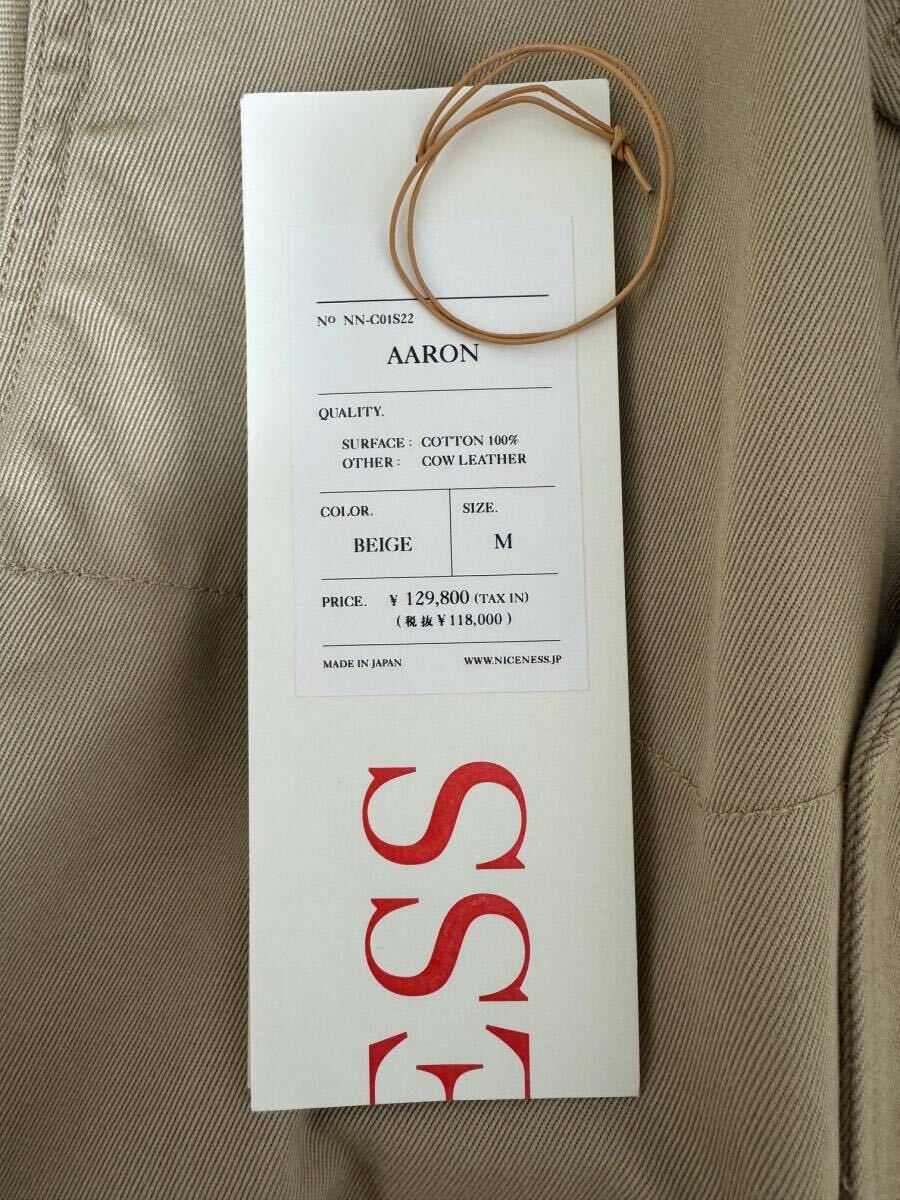 Nº NN-C01S22
AARON
QUALITY.
SURFACE : COTTON 100%
OTHER : COW LEATHER
COLOR.
BEIGE
SIZE.
M
PRICE. ¥ 129,800 (TAX IN)
( 税抜 ¥118,000 )
MADE IN JAPAN WWW.NICENESS.JP
ESS